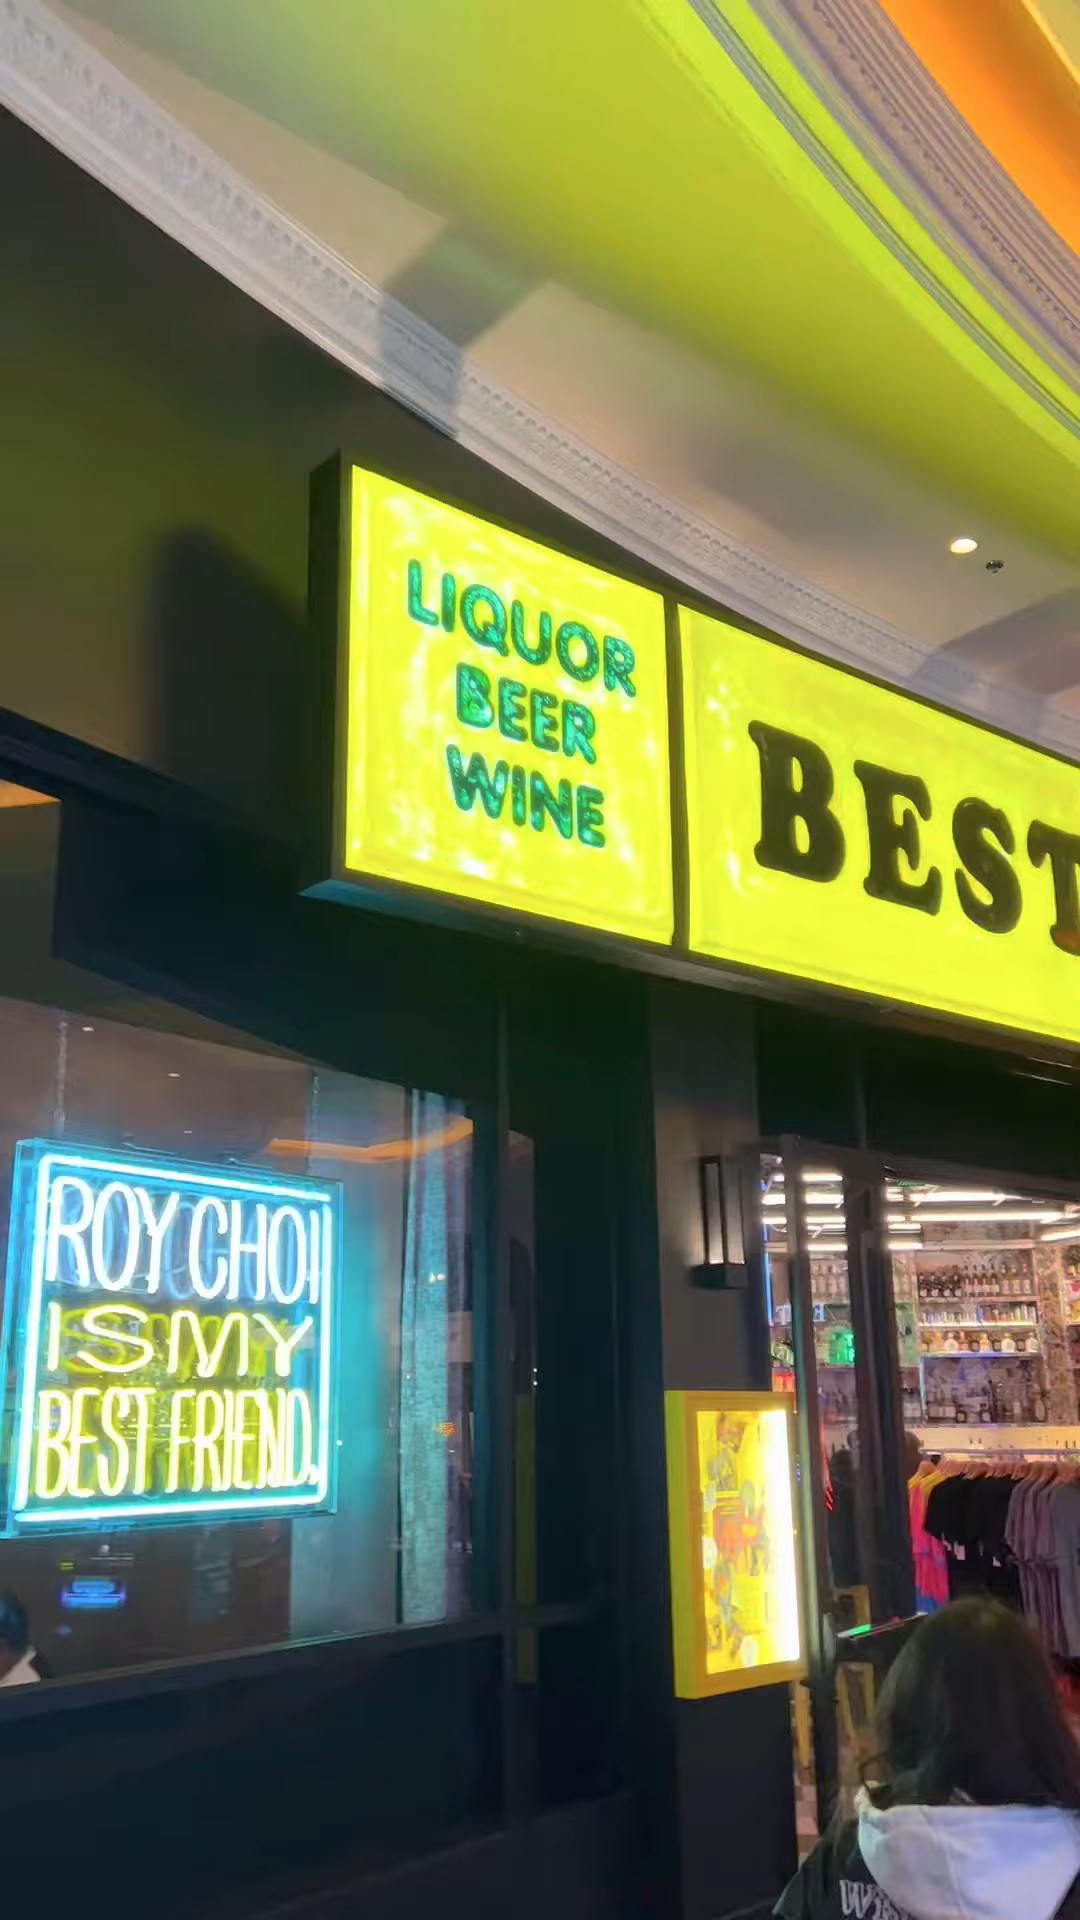 LIQUOR
BEER
WINE
BEST
ROY CHOI
IS MY
BEST FRIEND.